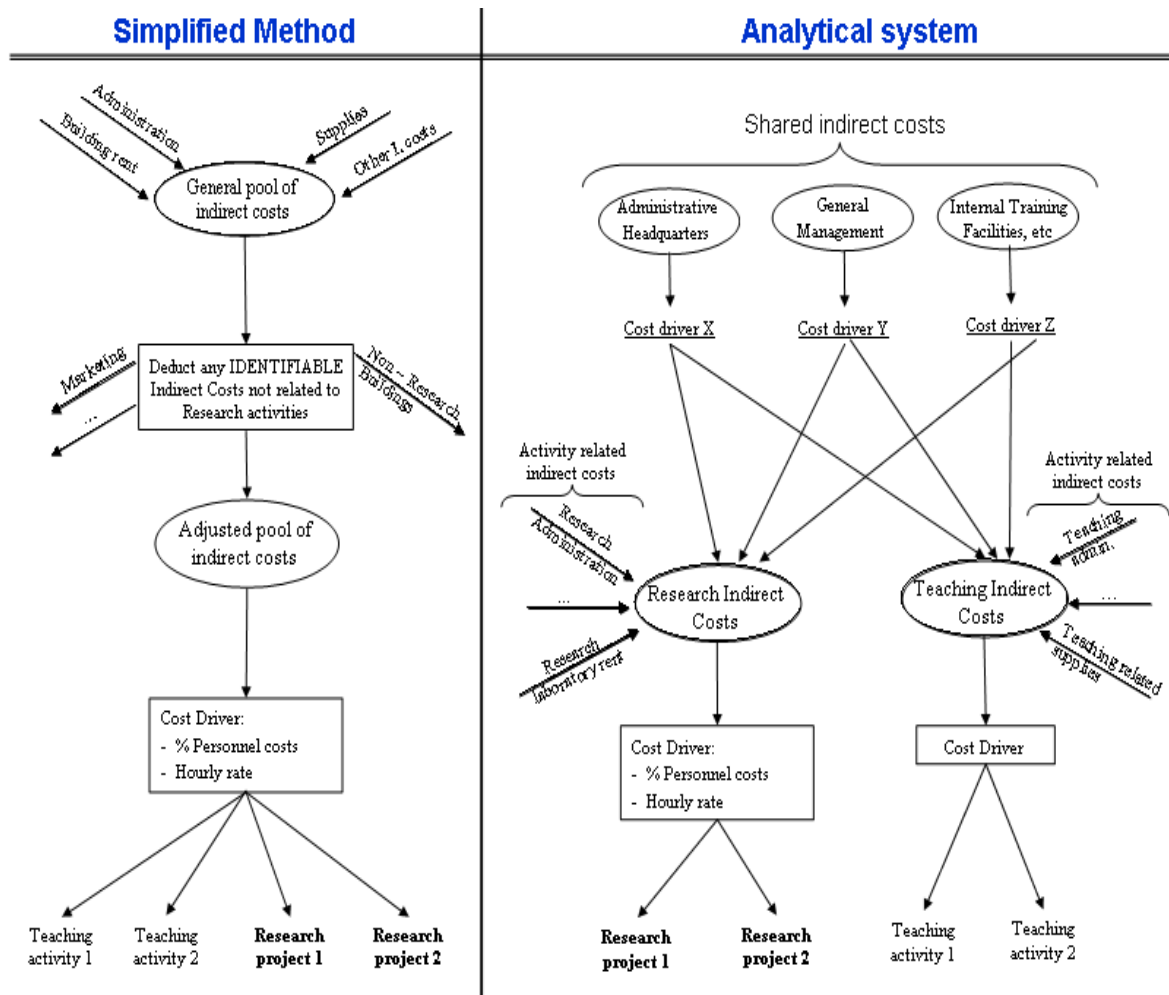 Simplified Method
Administration
Building rent
Supplies
Other I. costs
General pool of
indirect costs
Marketing
...
Deduct any IDENTIFIABLE
Indirect Costs not related to
Research activities
Non – Research
Buildings
Adjusted pool of
indirect costs
Cost Driver:
- % Personnel costs
- Hourly rate
Teaching
activity 1
Teaching
activity 2
Research
project 1
Research
project 2
Analytical system
Shared indirect costs
Administrative
Headquarters
General
Management
Internal Training
Facilities, etc
Cost driver X
Cost driver Y
Cost driver Z
Activity related
indirect costs
Research
Administration
...
Research
laboratory rent
Research Indirect
Costs
Activity related
indirect costs
Teaching
admin.
...
Teaching related
supplies
Teaching Indirect
Costs
Cost Driver:
- % Personnel costs
- Hourly rate
Cost Driver
Research
project 1
Research
project 2
Teaching
activity 1
Teaching
activity 2